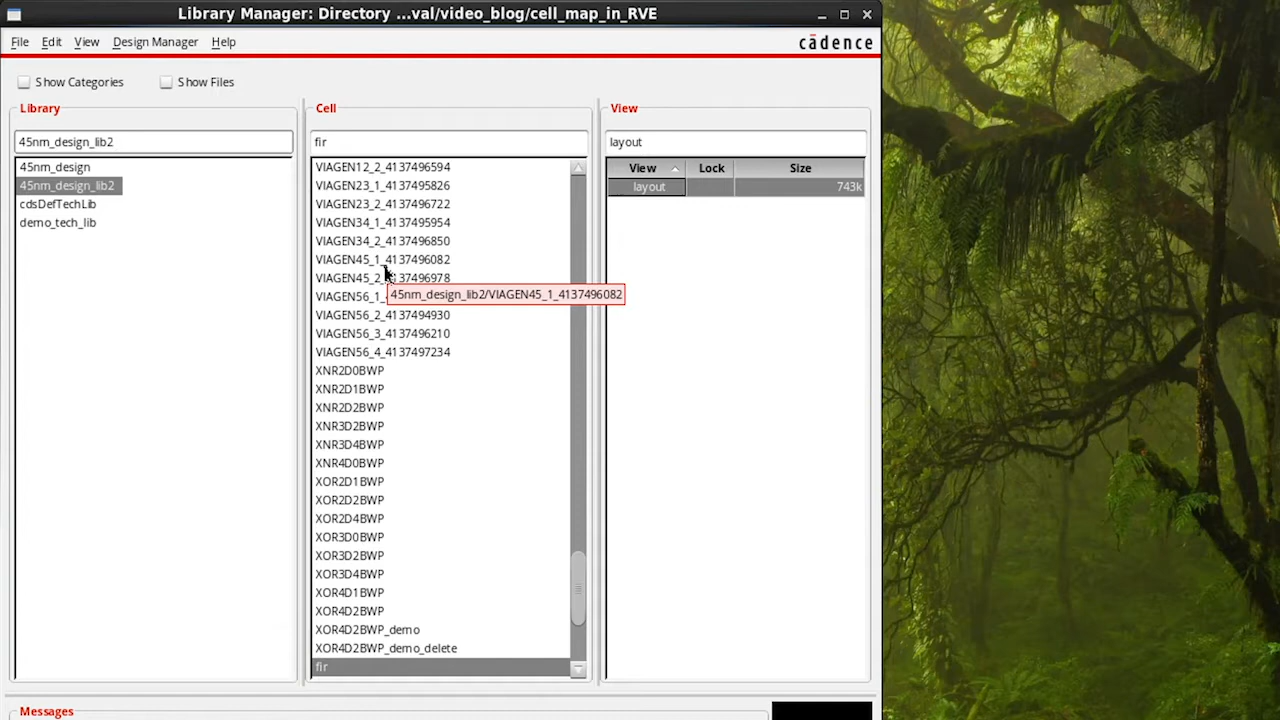 Library Manager: Directory ...val/video_blog/cell_map_in_RVE
File Edit View Design Manager Help
cādence
Show Categories Show Files
Library
45nm_design_lib2
45nm_design
45nm_design_lib2
cdsDefTechLib
demo_tech_lib
Cell
fir
VIAGEN12_2_4137496594
VIAGEN23_1_4137495826
VIAGEN23_2_4137496722
VIAGEN34_1_4137495954
VIAGEN34_2_4137496850
VIAGEN45_1_4137496082
VIAGEN45_2_4137496978
VIAGEN56_1_
45nm_design_lib2/VIAGEN45_1_4137496082
VIAGEN56_2_4137494930
VIAGEN56_3_4137496210
VIAGEN56_4_4137497234
XNR2D0BWP
XNR2D1BWP
XNR2D2BWP
XNR3D2BWP
XNR3D4BWP
XNR4D0BWP
XOR2D1BWP
XOR2D2BWP
XOR2D4BWP
XOR3D0BWP
XOR3D2BWP
XOR3D4BWP
XOR4D1BWP
XOR4D2BWP
XOR4D2BWP_demo
XOR4D2BWP_demo_delete
fir
View
layout
View Lock Size
layout 743k
Messages